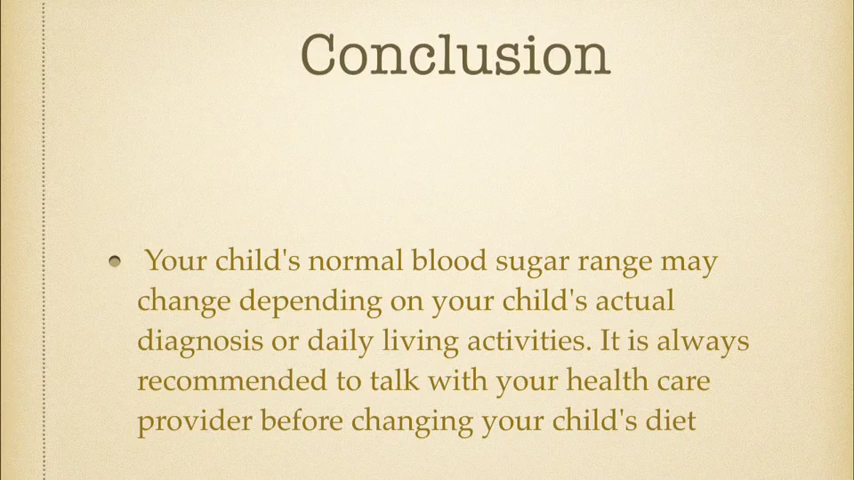 Conclusion
Your child's normal blood sugar range may
change depending on your child's actual
diagnosis or daily living activities. It is always
recommended to talk with your health care
provider before changing your child's diet